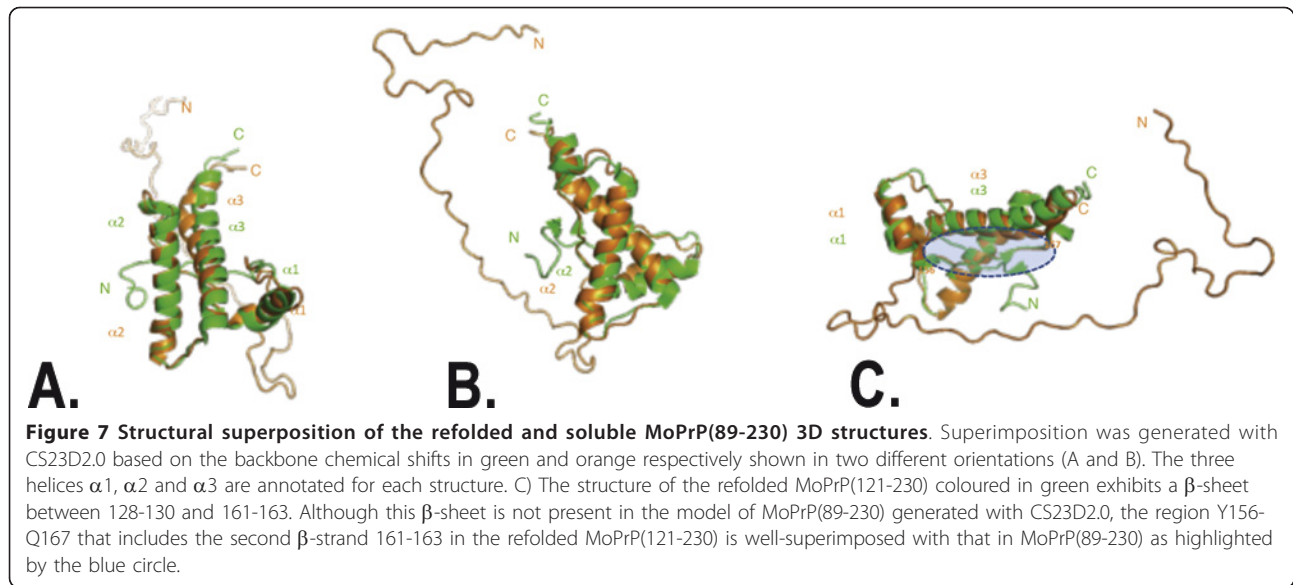 N
C
C
α3
α3
α2
α1
N
α1
α2
A.
N
C
C
N
α2
α2
B.
N
α3
α3
C
C
α1
α1
N
C.
Figure 7 Structural superposition of the refolded and soluble MoPrP(89-230) 3D structures. Superimposition was generated with
CS23D2.0 based on the backbone chemical shifts in green and orange respectively shown in two different orientations (A and B). The three
helices α1, α2 and α3 are annotated for each structure. C) The structure of the refolded MoPrP(121-230) coloured in green exhibits a β-sheet
between 128-130 and 161-163. Although this β-sheet is not present in the model of MoPrP(89-230) generated with CS23D2.0, the region Y156-
Q167 that includes the second β-strand 161-163 in the refolded MoPrP(121-230) is well-superimposed with that in MoPrP(89-230) as highlighted
by the blue circle.